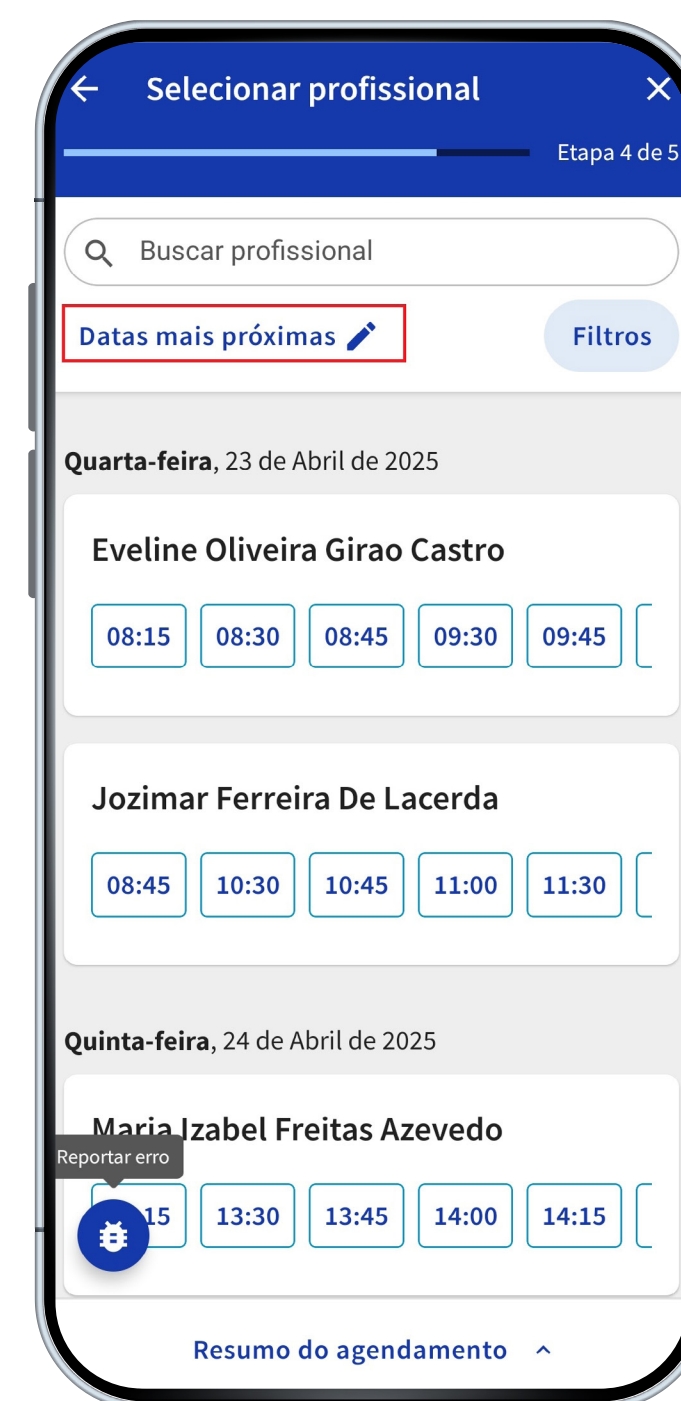 Selecionar profissional
Etapa 4 de 5
Buscar profissional
Datas mais próximas
Filtros
Quarta-feira, 23 de Abril de 2025
Eveline Oliveira Girao Castro
08:15 08:30 08:45 09:30 09:45
Jozimar Ferreira De Lacerda
08:45 10:30 10:45 11:00 11:30
Quinta-feira, 24 de Abril de 2025
Maria Izabel Freitas Azevedo
Reportar erro
15 13:30 13:45 14:00 14:15
Resumo do agendamento